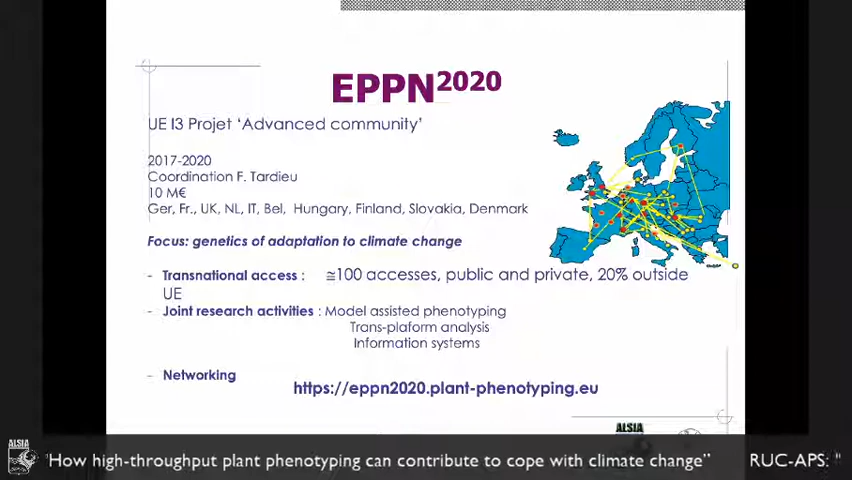 EPPN2020
UE I3 Projet ‘Advanced community’
2017-2020
Coordination F. Tardieu
10 M€
Ger, Fr., UK, NL, IT, Bel, Hungary, Finland, Slovakia, Denmark
Focus: genetics of adaptation to climate change
- Transnational access : ≅100 accesses, public and private, 20% outside
UE
- Joint research activities : Model assisted phenotyping
Trans-plaform analysis
Information systems
- Networking
https://eppn2020.plant-phenotyping.eu
ALSIA
ALSIA
"How high-throughput plant phenotyping can contribute to cope with climate change” RUC-APS: "